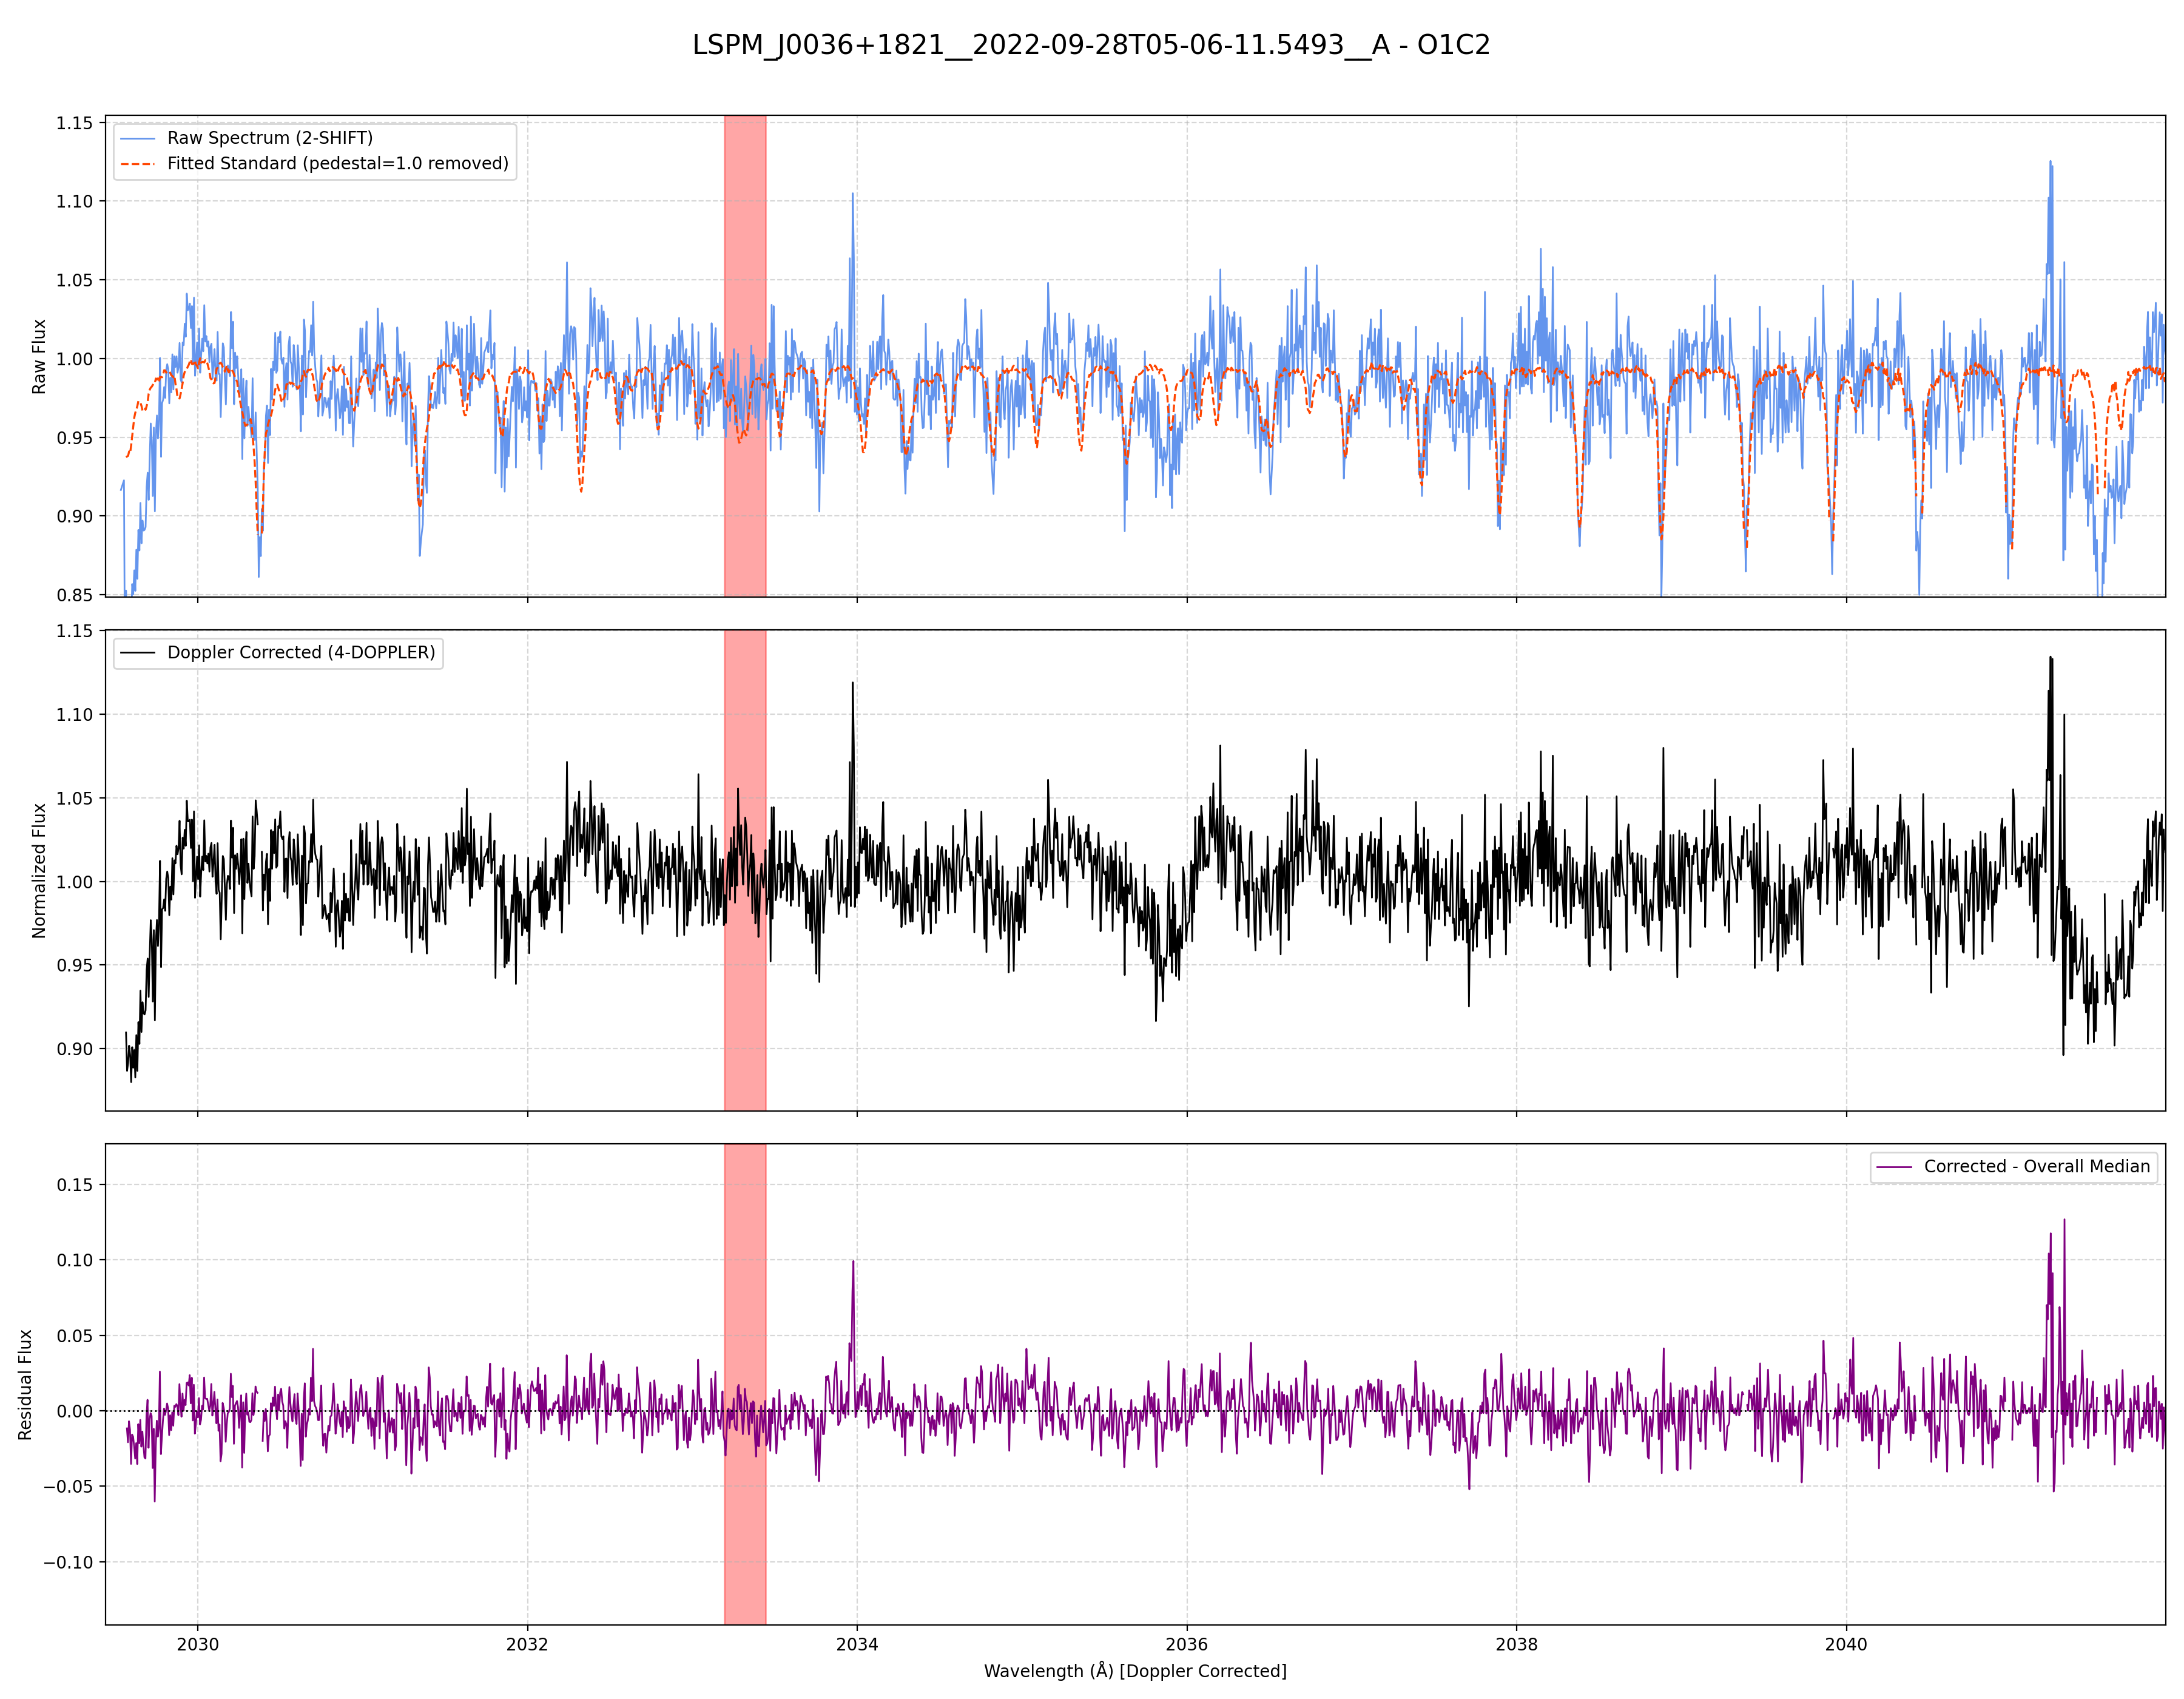 LSPM_J0036+1821__2022-09-28T05-06-11.5493__A - O1C2
Raw Spectrum (2-SHIFT)
Fitted Standard (pedestal=1.0 removed)
Raw Flux
1.15
1.10
1.05
1.00
0.95
0.90
0.85
Doppler Corrected (4-DOPPLER)
Normalized Flux
1.15
1.10
1.05
1.00
0.95
0.90
Corrected - Overall Median
Residual Flux
0.15
0.10
0.05
0.00
−0.05
−0.10
2030 2032 2034 2036 2038 2040
Wavelength (Å) [Doppler Corrected]